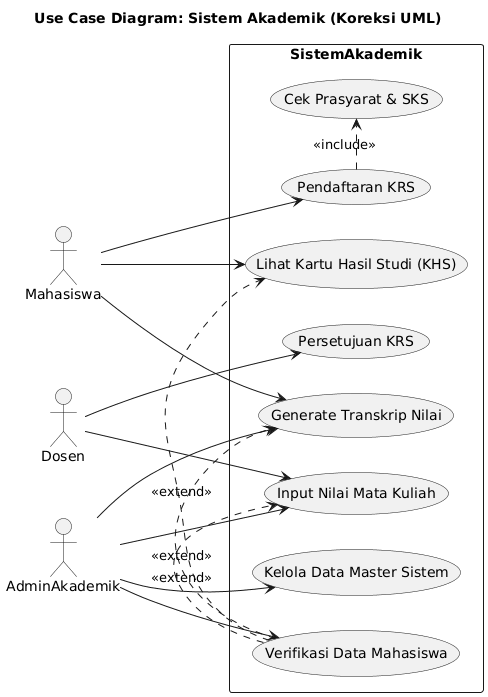 Use Case Diagram: Sistem Akademik (Koreksi UML)
SistemAkademik
Cek Prasyarat & SKS
«include»
Pendaftaran KRS
Mahasiswa
Lihat Kartu Hasil Studi (KHS)
Persetujuan KRS
Generate Transkrip Nilai
Dosen
«extend»
Input Nilai Mata Kuliah
«extend»
«extend»
AdminAkademik
Kelola Data Master Sistem
Verifikasi Data Mahasiswa